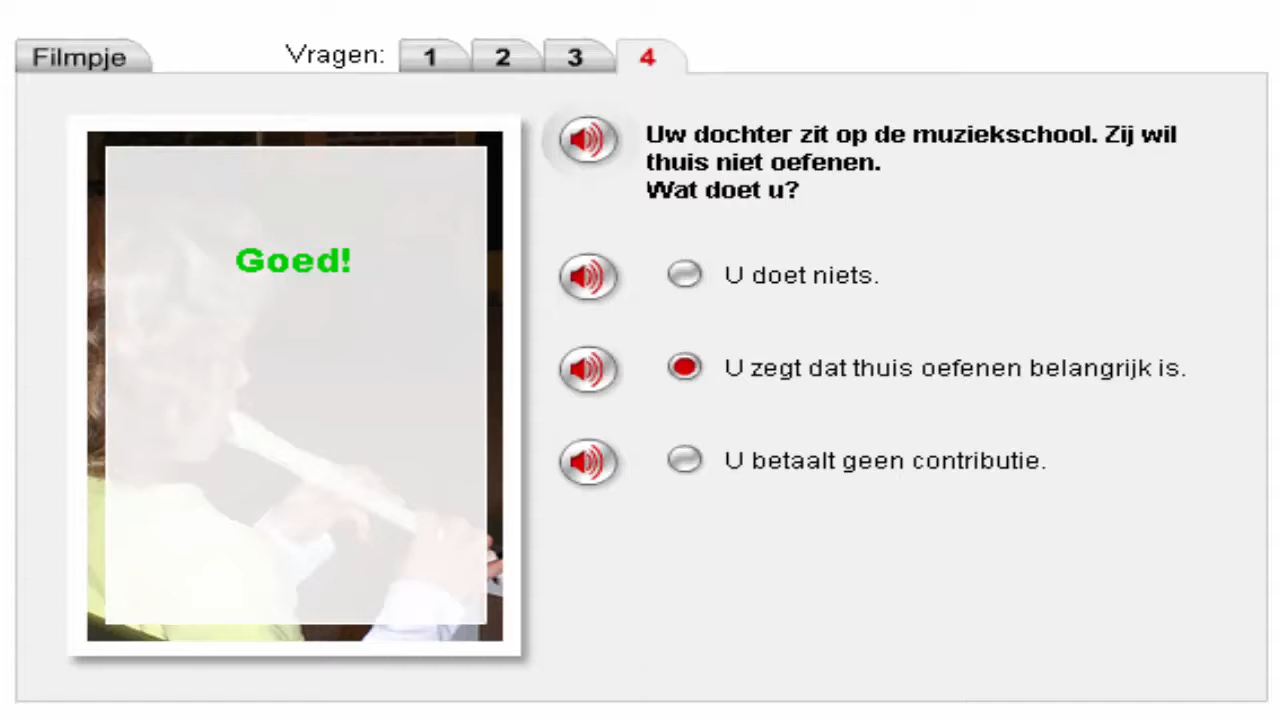 Filmpje
Vragen: 1 2 3 4
Goed!
Uw dochter zit op de muziekschool. Zij wil
thuis niet oefenen.
Wat doet u?
U doet niets.
U zegt dat thuis oefenen belangrijk is.
U betaalt geen contributie.